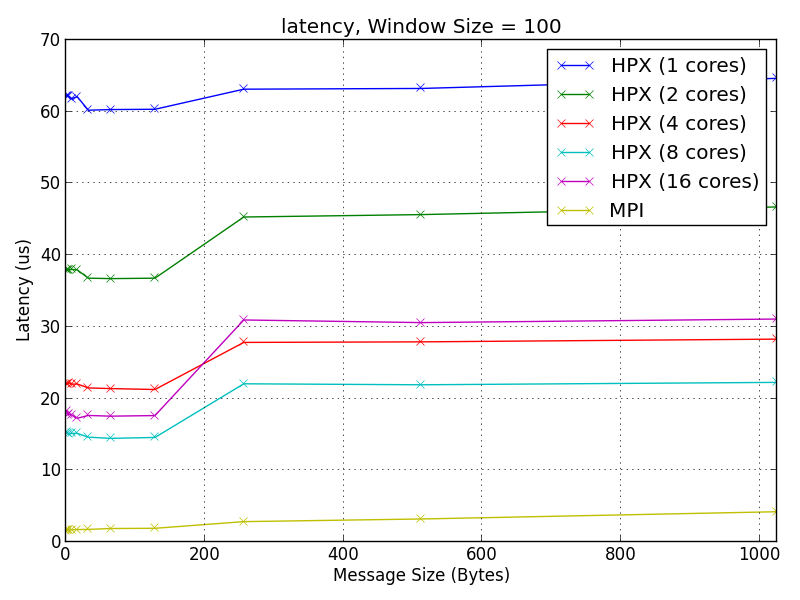 latency, Window Size = 100
70
60
50
40
30
20
10
0
Latency (us)
HPX (1 cores)
HPX (2 cores)
HPX (4 cores)
HPX (8 cores)
HPX (16 cores)
MPI
0 200 400 600 800 1000
Message Size (Bytes)